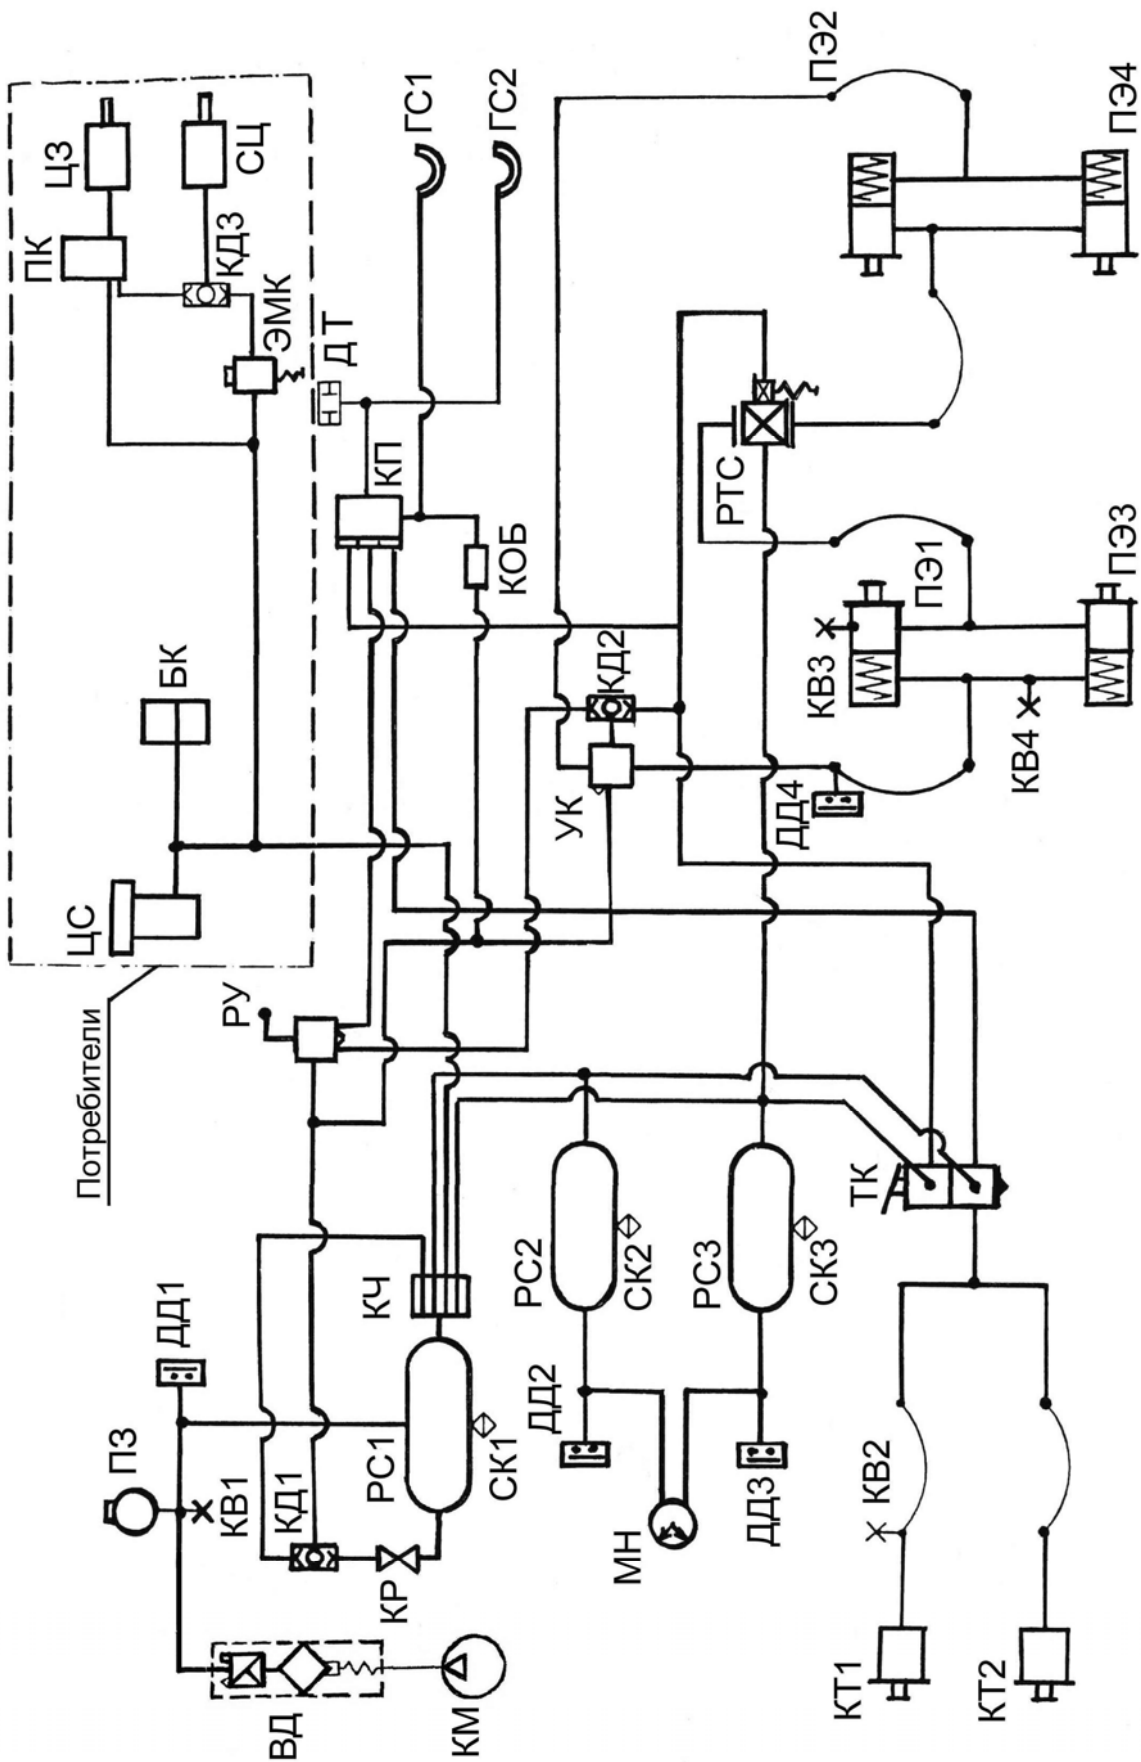 ЦЗ
СЦ
ПК
КД3
ЭМК
БК
ЦС
Потребители
ГС1
ГС2
ДТ
КП
КОБ
РУ
ПЭ2
ПЭ4
РТС
КД2
УК
ДД4
КВ3
ПЭ1
КВ4
ПЭ3
ДД1
ПЗ
КВ1
КД1
КЧ
РС1
СК1
КР
ВД
КМ
РС2
СК2
ДД2
РС3
СК3
ДД3
МН
ТК
КВ2
КТ1
КТ2